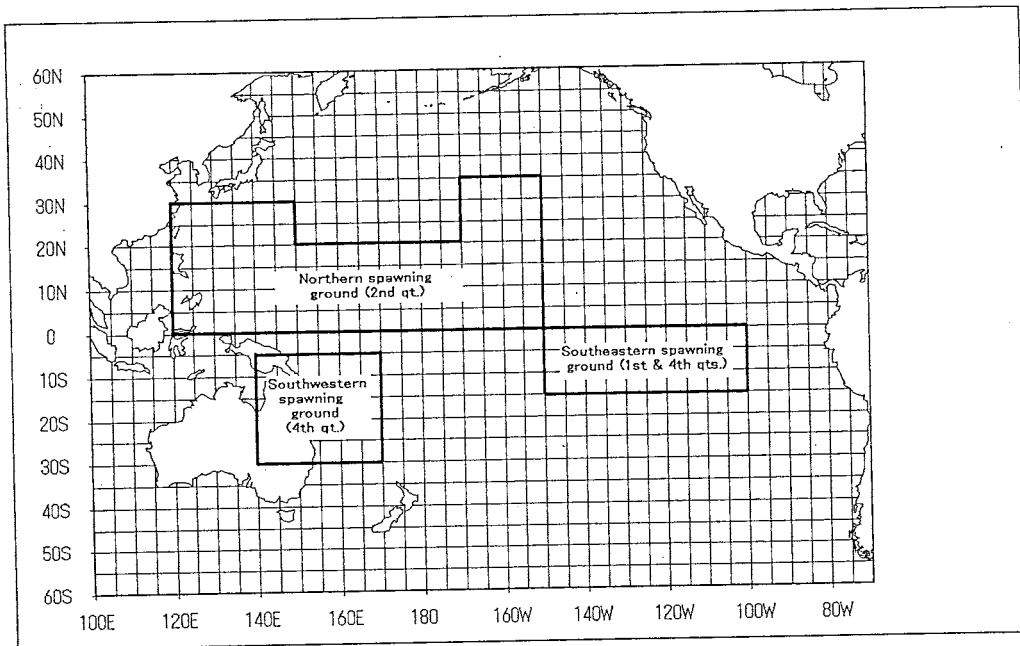 60N
50N
40N
30N
20N
10N
0
10S
20S
30S
40S
50S
60S
Northern spawning
ground (2nd qt.)
Southeastern spawning
ground (1st & 4th qts.)
Southwestern
spawning
ground
(4th qt.)
100E 120E 140E 160E 180 160W 140W 120W 100W 80W